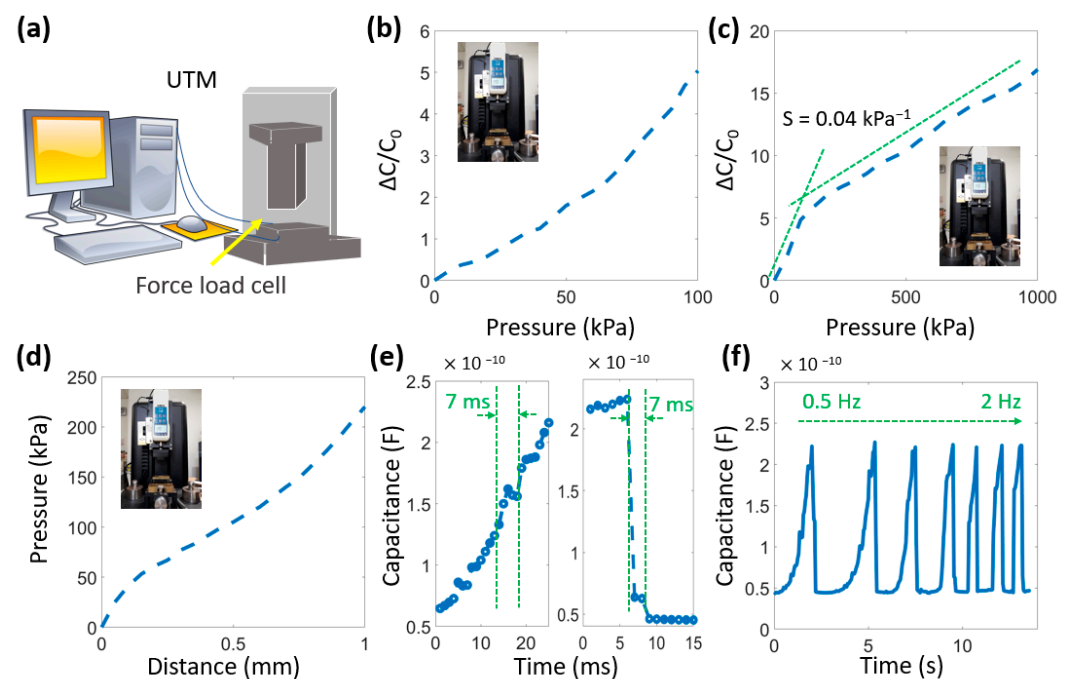 (a)
UTM
Force load cell
(b)
6
5
4
3
2
1
0
0
50
100
ΔC/C₀
Pressure (kPa)
(c)
20
15
10
5
0
0
500
1000
S = 0.04 kPa⁻¹
ΔC/C₀
Pressure (kPa)
(d)
250
200
150
100
50
0
0
0.5
1
Pressure (kPa)
Distance (mm)
(e)
× 10⁻¹⁰
2.5
2
1.5
1
0.5
0
10
20
7 ms
Capacitance (F)
× 10⁻¹⁰
2
1.5
1
0.5
0
5
10
15
7 ms
Time (ms)
(f)
× 10⁻¹⁰
3
2.5
2
1.5
1
0.5
0
0
5
10
0.5 Hz
2 Hz
Capacitance (F)
Time (s)